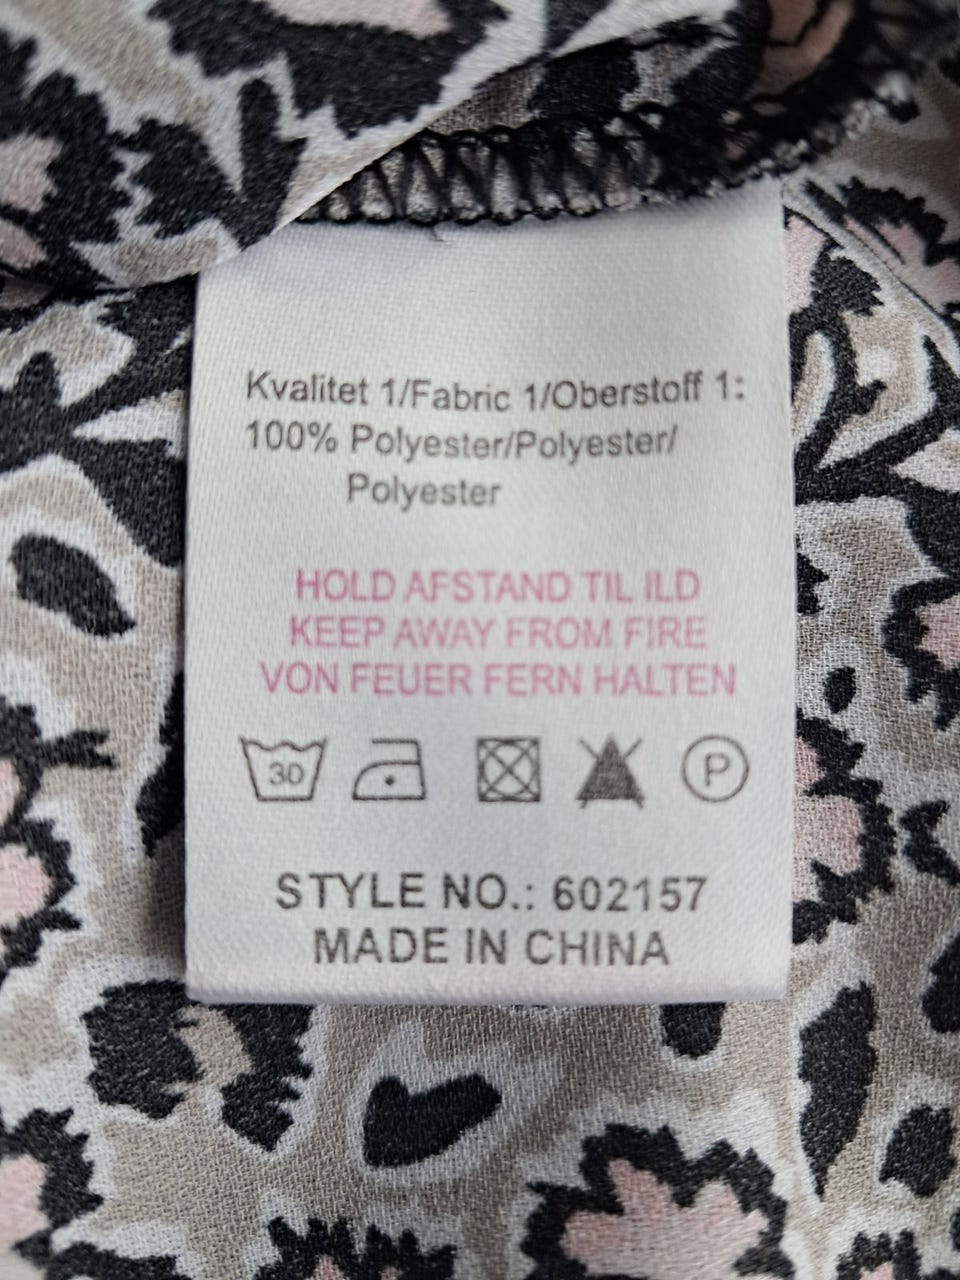 Kvalitet 1/Fabric 1/Oberstoff 1:
100% Polyester/Polyester/
Polyester
HOLD AFSTAND TIL ILD
KEEP AWAY FROM FIRE
VON FEUER FERN HALTEN
30 P
STYLE NO.: 602157
MADE IN CHINA